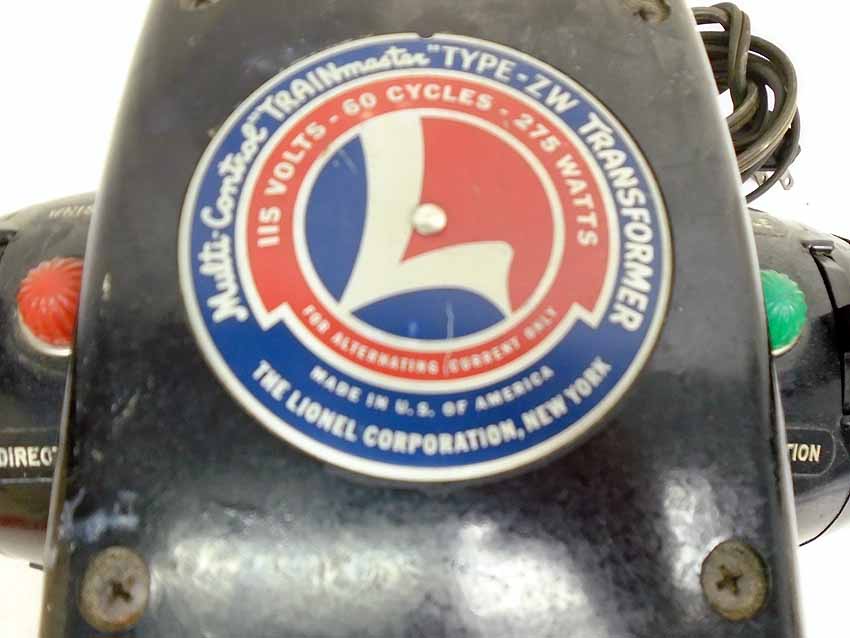 Multi-Control "TRAINmaster" TYPE-ZW TRANSFORMER
115 VOLTS - 60 CYCLES - 275 WATTS
FOR ALTERNATING CURRENT ONLY
MADE IN U.S. OF AMERICA
THE LIONEL CORPORATION, NEW YORK
L
DIREC
TION